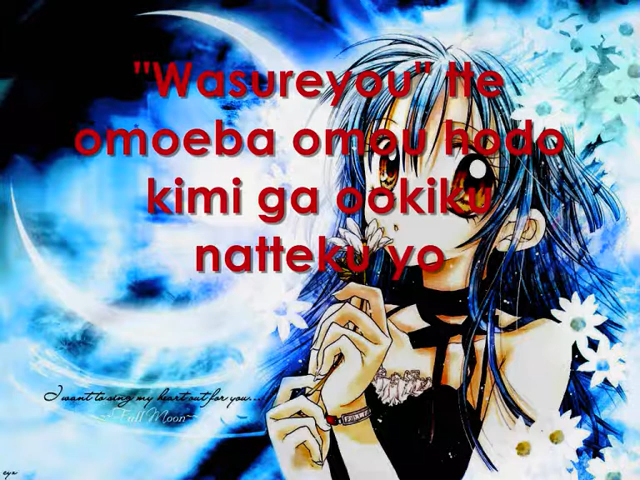 "Wasureyou" tte
omoeba omou hodo
kimi ga ookiku
natteku yo
I want to sing my heart out for you...
~Full Moon~
eyn